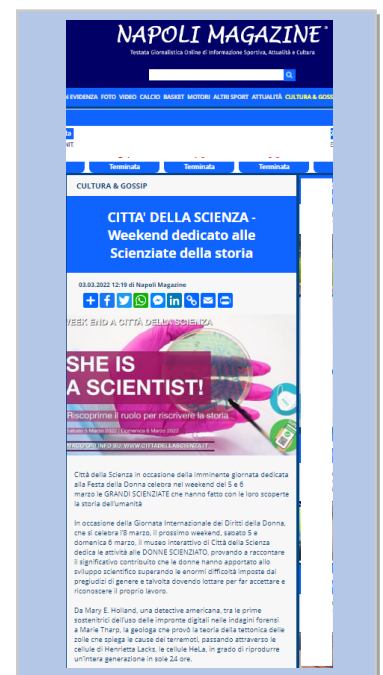 NAPOLI MAGAZINE
Testata Giornalistica Online di Informazione Sportiva, Attualità e Cultura
N EVIDENZA FOTO VIDEO CALCIO BASKET MOTORI ALTRI SPORT ATTUALITÀ CULTURA & GOSS
Terminata Terminata Terminata
CULTURA & GOSSIP
CITTA' DELLA SCIENZA -
Weekend dedicato alle
Scienziate della storia
03.03.2022 12:19 di Napoli Magazine
WEEK END A CITTÀ DELLA SCIENZA
SHE IS
A SCIENTIST!
Riscoprime il ruolo per riscrivere la storia
Sabato 5 Marzo 2022 | Domenica 6 Marzo 2022
MAGGIORI INFO SU: WWW.CITTADELLASCIENZA.IT
Città della Scienza in occasione della imminente giornata dedicata
alla Festa della Donna celebra nel weekend del 5 e 6
marzo le GRANDI SCIENZIATE che nanno fatto con le loro scoperte
la storia dell'umanità
In occasione della Giornata Internazionale dei Diritti della Donna,
che si celebra l'8 marzo, il prossimo weekend, sabato 5 e
domenica 6 marzo, il museo interattivo di Città della Scienza
dedica le attività alle DONNE SCIENZIATO, provando a raccontare
il significativo contributo che le donne nanno apportato allo
sviluppo scientifico superando le enormi difficoltà imposte dai
pregiudizi di genere e talvolta dovendo lottare per far accettare e
riconoscere il proprio lavoro.
Da Mary E. Holland, una detective americana, tra le prime
sostenitrici dell'uso delle impronte digitali nelle indagini forensi
a Marie Tharp, la geologa che provò la teoria della tettonica delle
zolle che spiega le cause dei terremoti, passando attraverso le
cellule di Henrietta Lacks, le cellule HeLa, in grado di riprodurre
un'intera generazione in sole 24 ore.